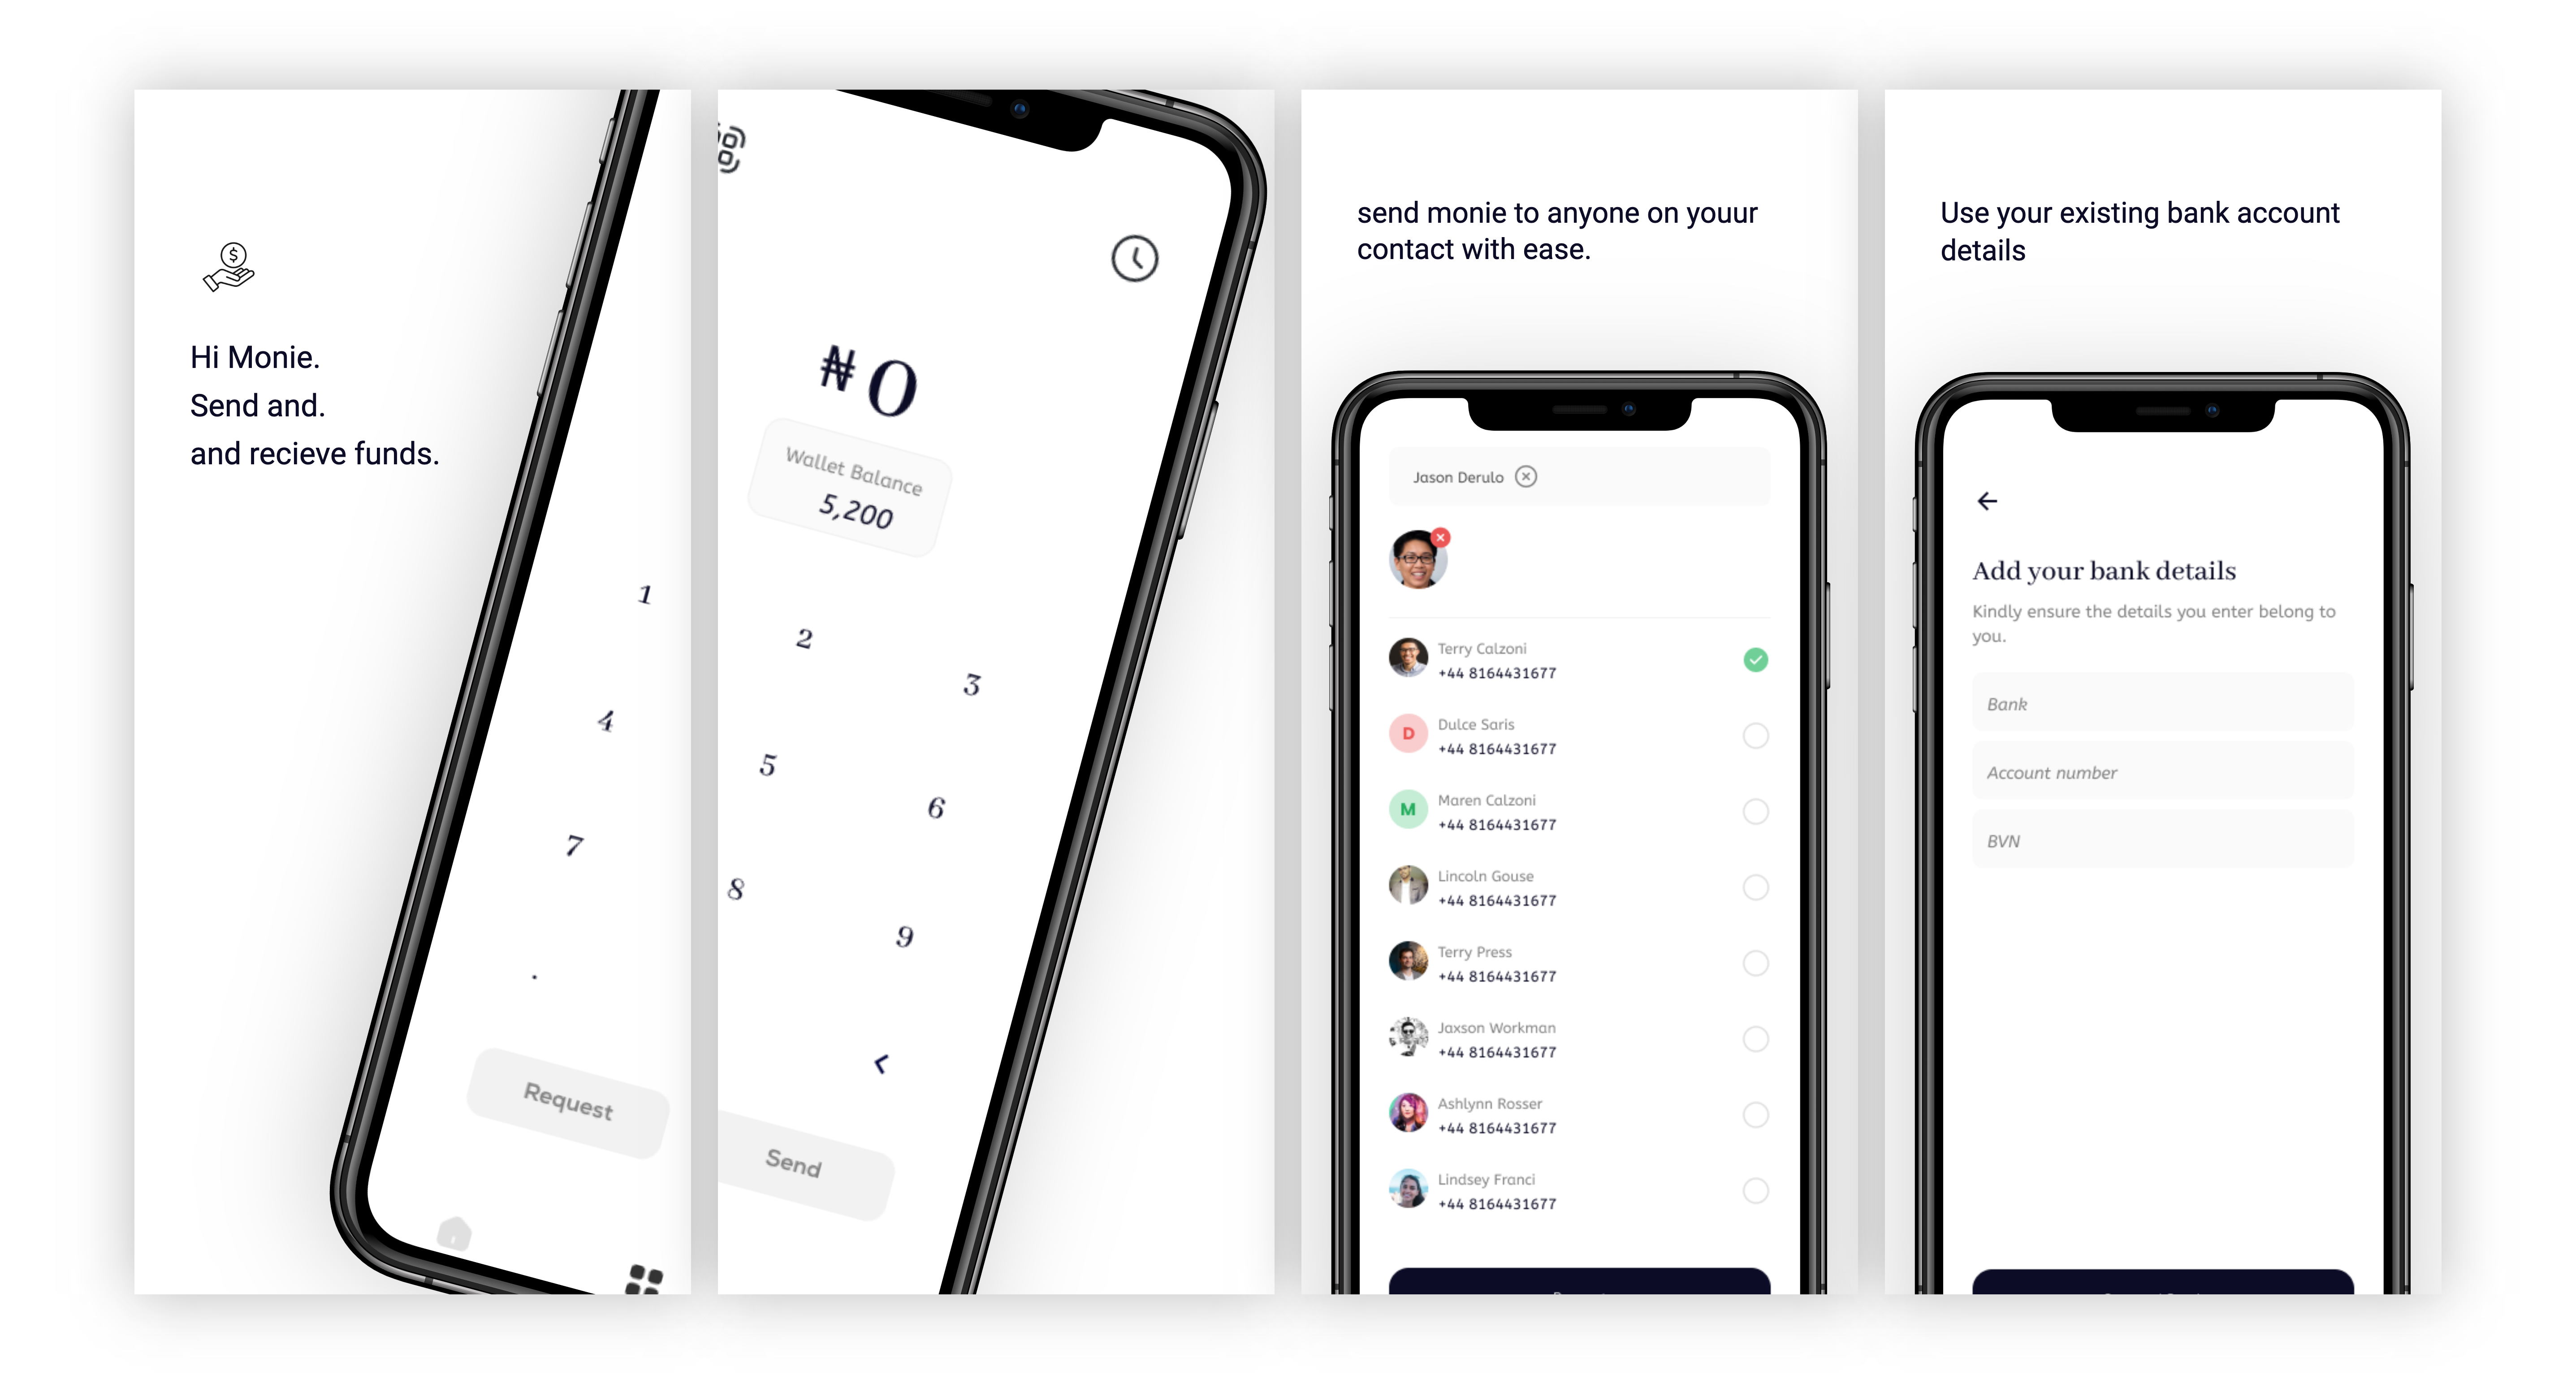 $
Hi Monie.
Send and.
and recieve funds.
1
4
7
.
Request
₦0
Wallet Balance
5,200
2
3
5
6
8
9
<
Send
send monie to anyone on youur
contact with ease.
Jason Derulo
Terry Calzoni
+44 8164431677
D
Dulce Saris
+44 8164431677
M
Maren Calzoni
+44 8164431677
Lincoln Gouse
+44 8164431677
Terry Press
+44 8164431677
Jaxson Workman
+44 8164431677
Ashlynn Rosser
+44 8164431677
Lindsey Franci
+44 8164431677
Use your existing bank account
details
Add your bank details
Kindly ensure the details you enter belong to
you.
Bank
Account number
BVN